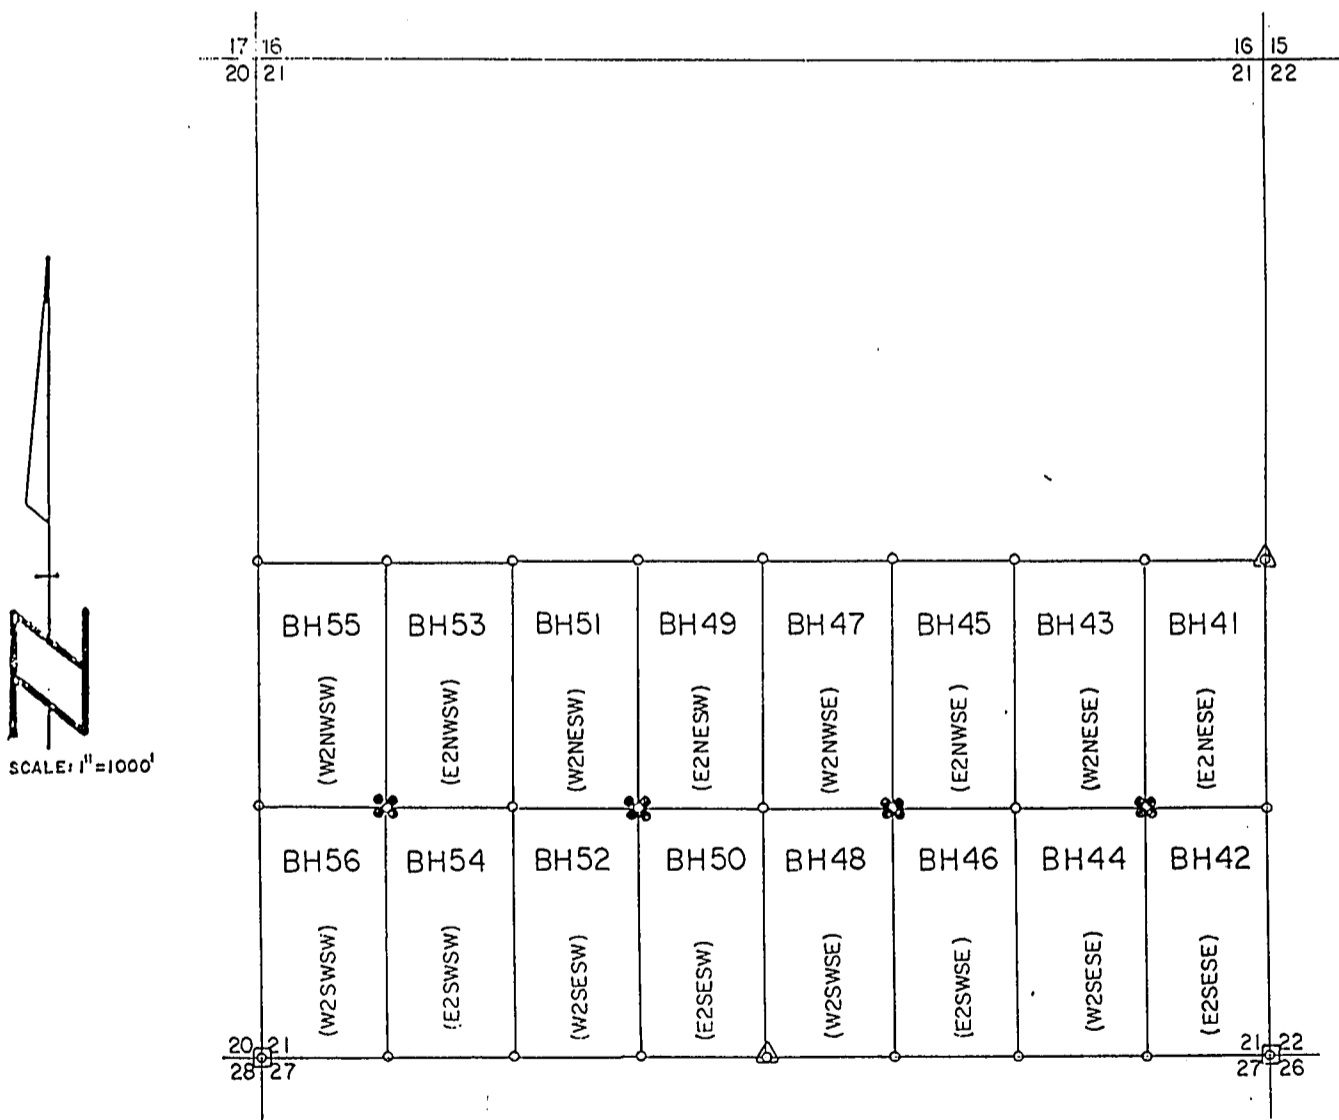 17 16
20 21
16 15
21 22
N
SCALE: 1"=1000'
BH55 BH53 BH51 BH49 BH47 BH45 BH43 BH41
(W2NWSW) (E2NWSW) (W2NESW) (E2NESW) (W2NWSE) (E2NWSE) (W2NESE) (E2NESE)
BH56 BH54 BH52 BH50 BH48 BH46 BH44 BH42
(W2SWSW) (E2SWSW) (W2SESW) (E2SESW) (W2SWSE) (E2SWSE) (W2SESE) (E2SESE)
20 21
28 27
21 22
27 26